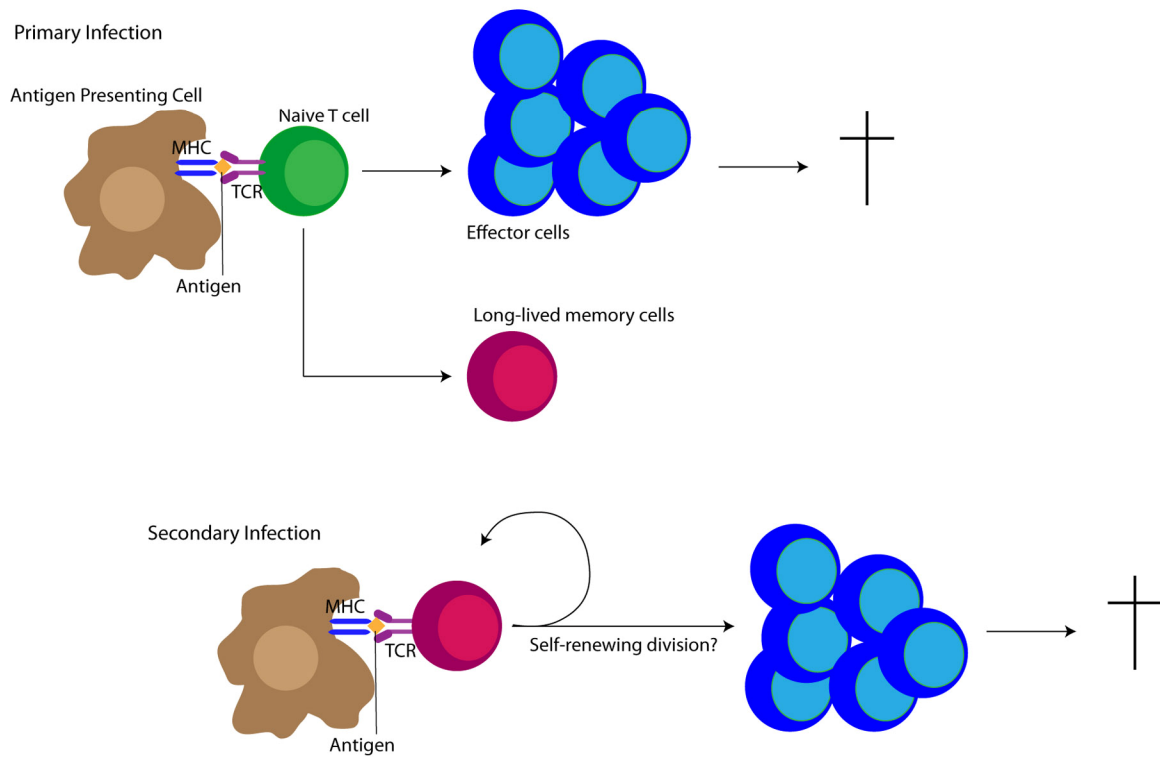 Primary Infection
Antigen Presenting Cell
Naive T cell
MHC
TCR
Antigen
Effector cells
Long-lived memory cells
Secondary Infection
MHC
TCR
Self-renewing division?
Antigen